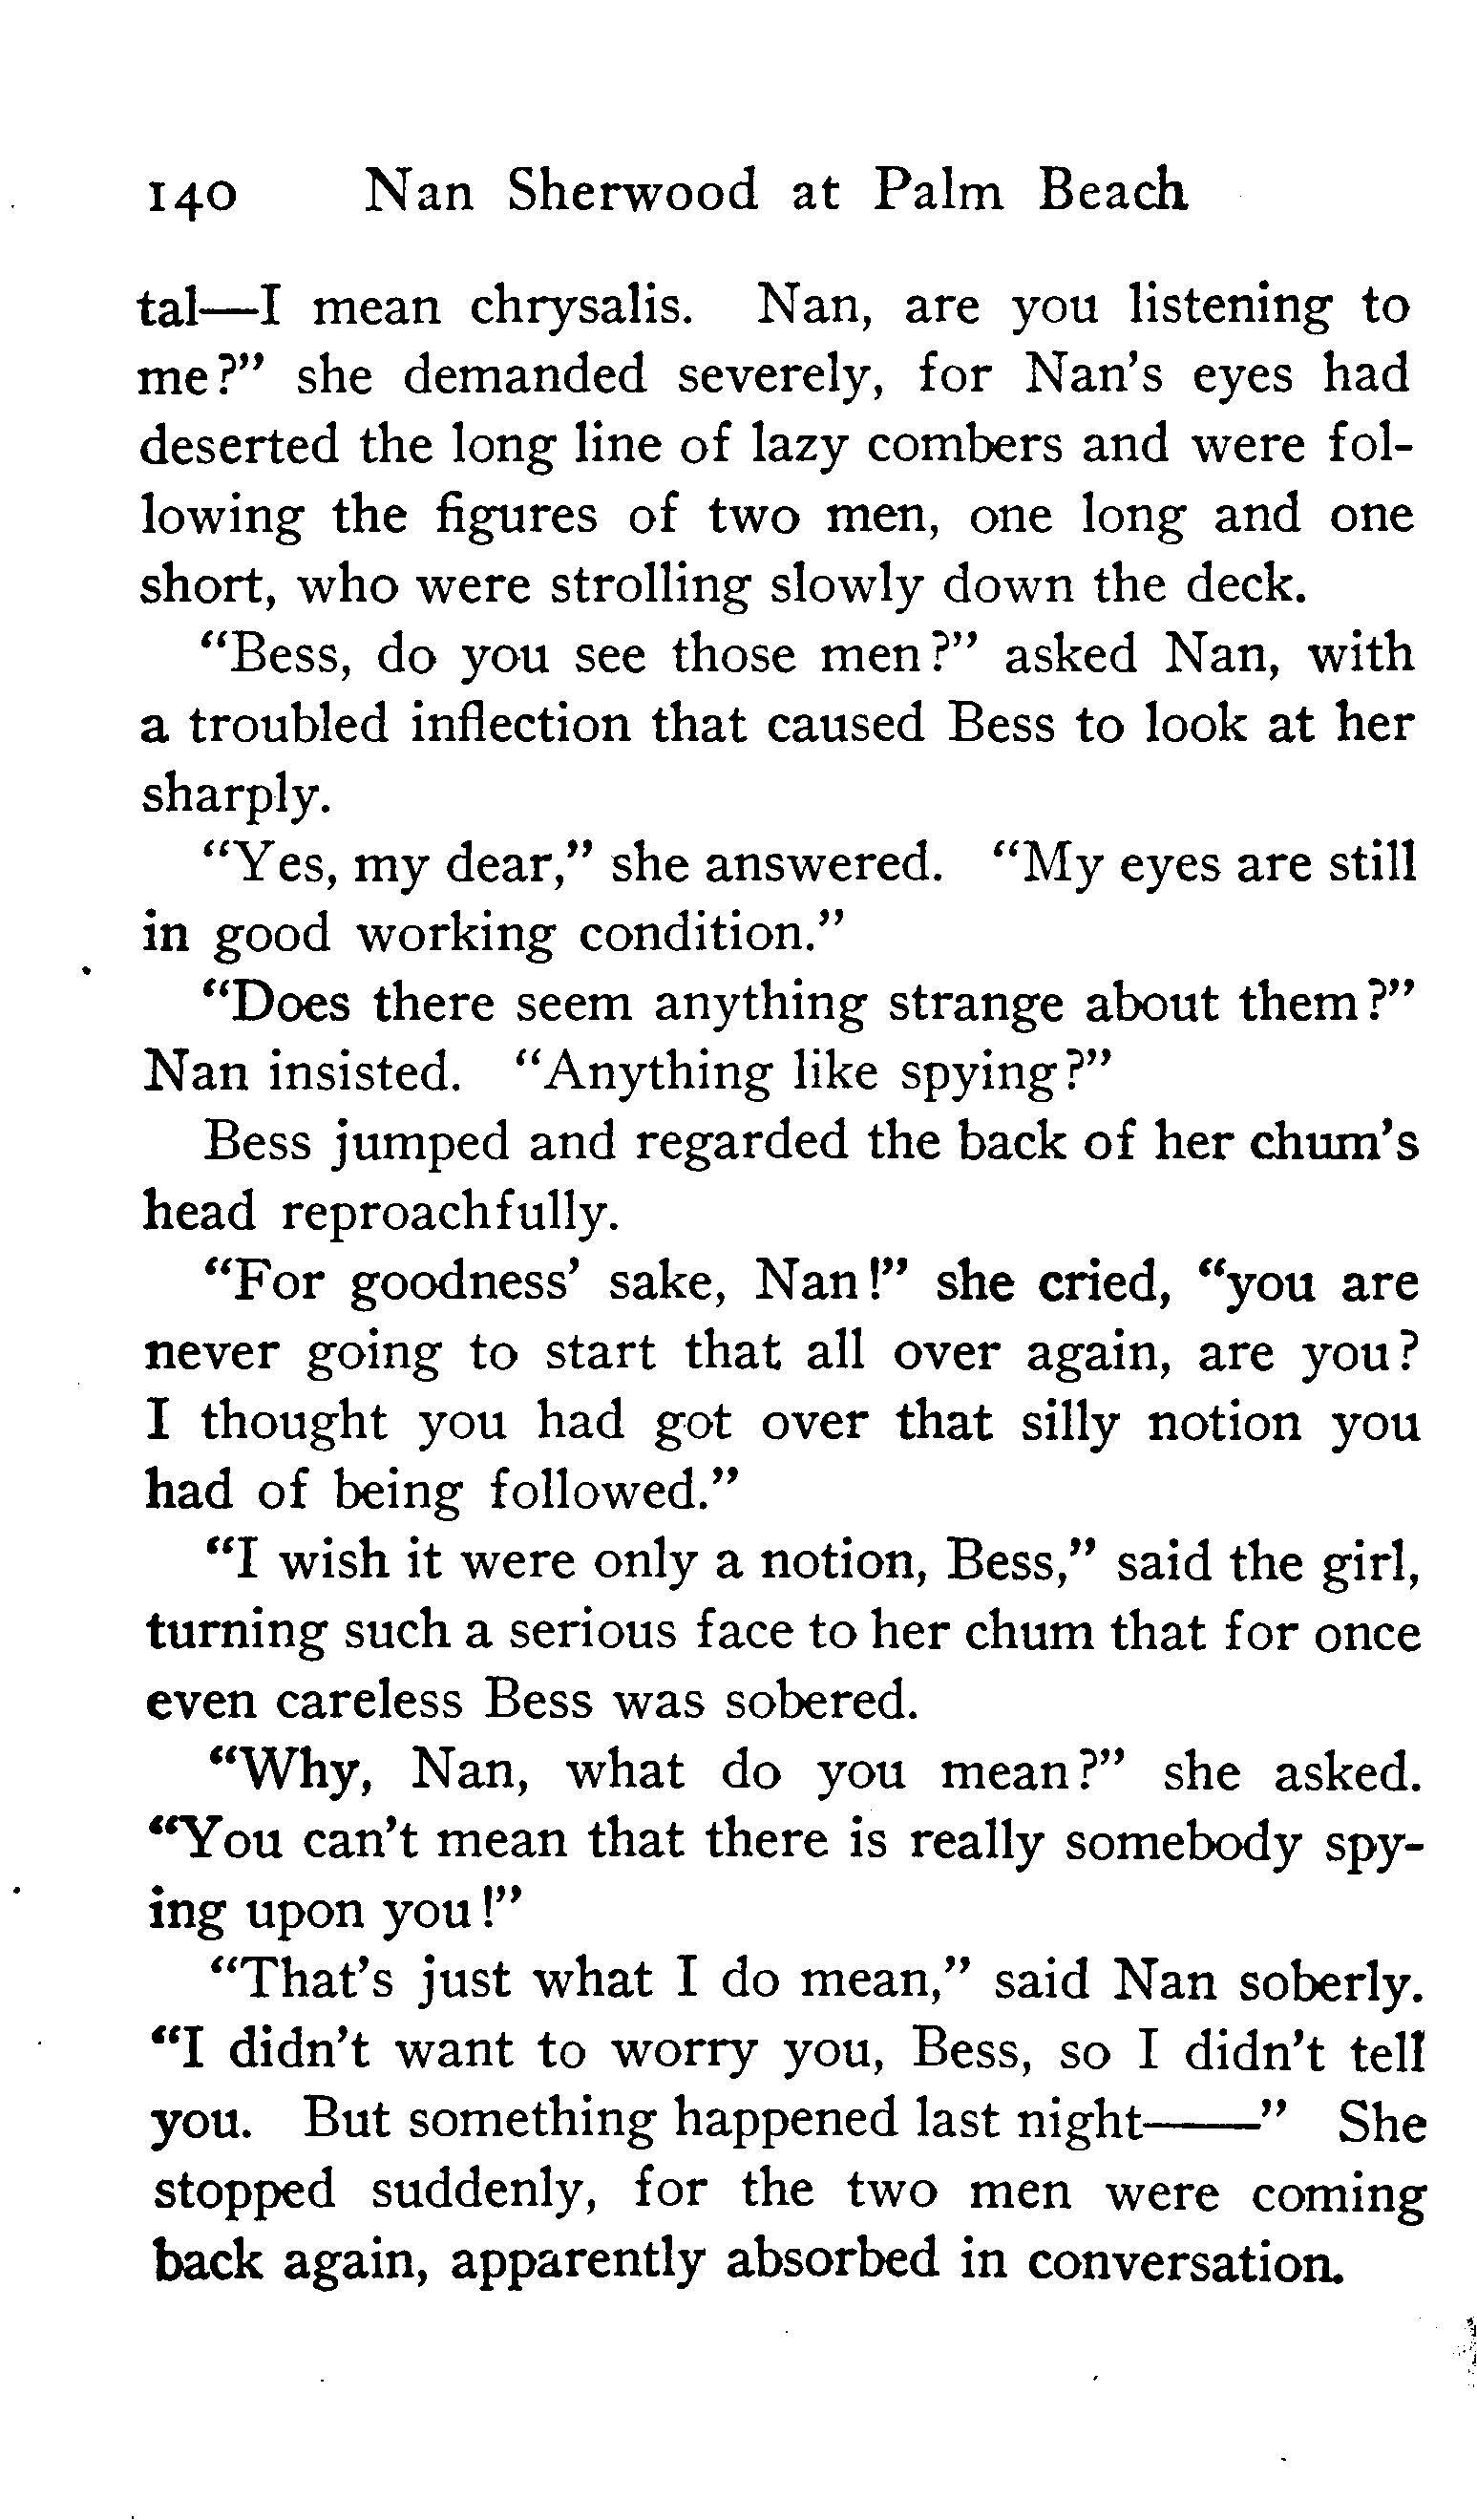 140 Nan Sherwood at Palm Beach
tal—I mean chrysalis. Nan, are you listening to
me?" she demanded severely, for Nan's eyes had
deserted the long line of lazy combers and were fol-
lowing the figures of two men, one long and one
short, who were strolling slowly down the deck.
"Bess, do you see those men?" asked Nan, with
a troubled inflection that caused Bess to look at her
sharply.
"Yes, my dear," she answered. "My eyes are still
in good working condition."
"Does there seem anything strange about them?"
Nan insisted. "Anything like spying?"
Bess jumped and regarded the back of her chum's
head reproachfully.
"For goodness' sake, Nan!" she cried, "you are
never going to start that all over again, are you?
I thought you had got over that silly notion you
had of being followed."
"I wish it were only a notion, Bess," said the girl,
turning such a serious face to her chum that for once
even careless Bess was sobered.
"Why, Nan, what do you mean?" she asked.
"You can't mean that there is really somebody spy-
ing upon you!"
"That's just what I do mean," said Nan soberly.
"I didn't want to worry you, Bess, so I didn't tell
you. But something happened last night——" She
stopped suddenly, for the two men were coming
back again, apparently absorbed in conversation.